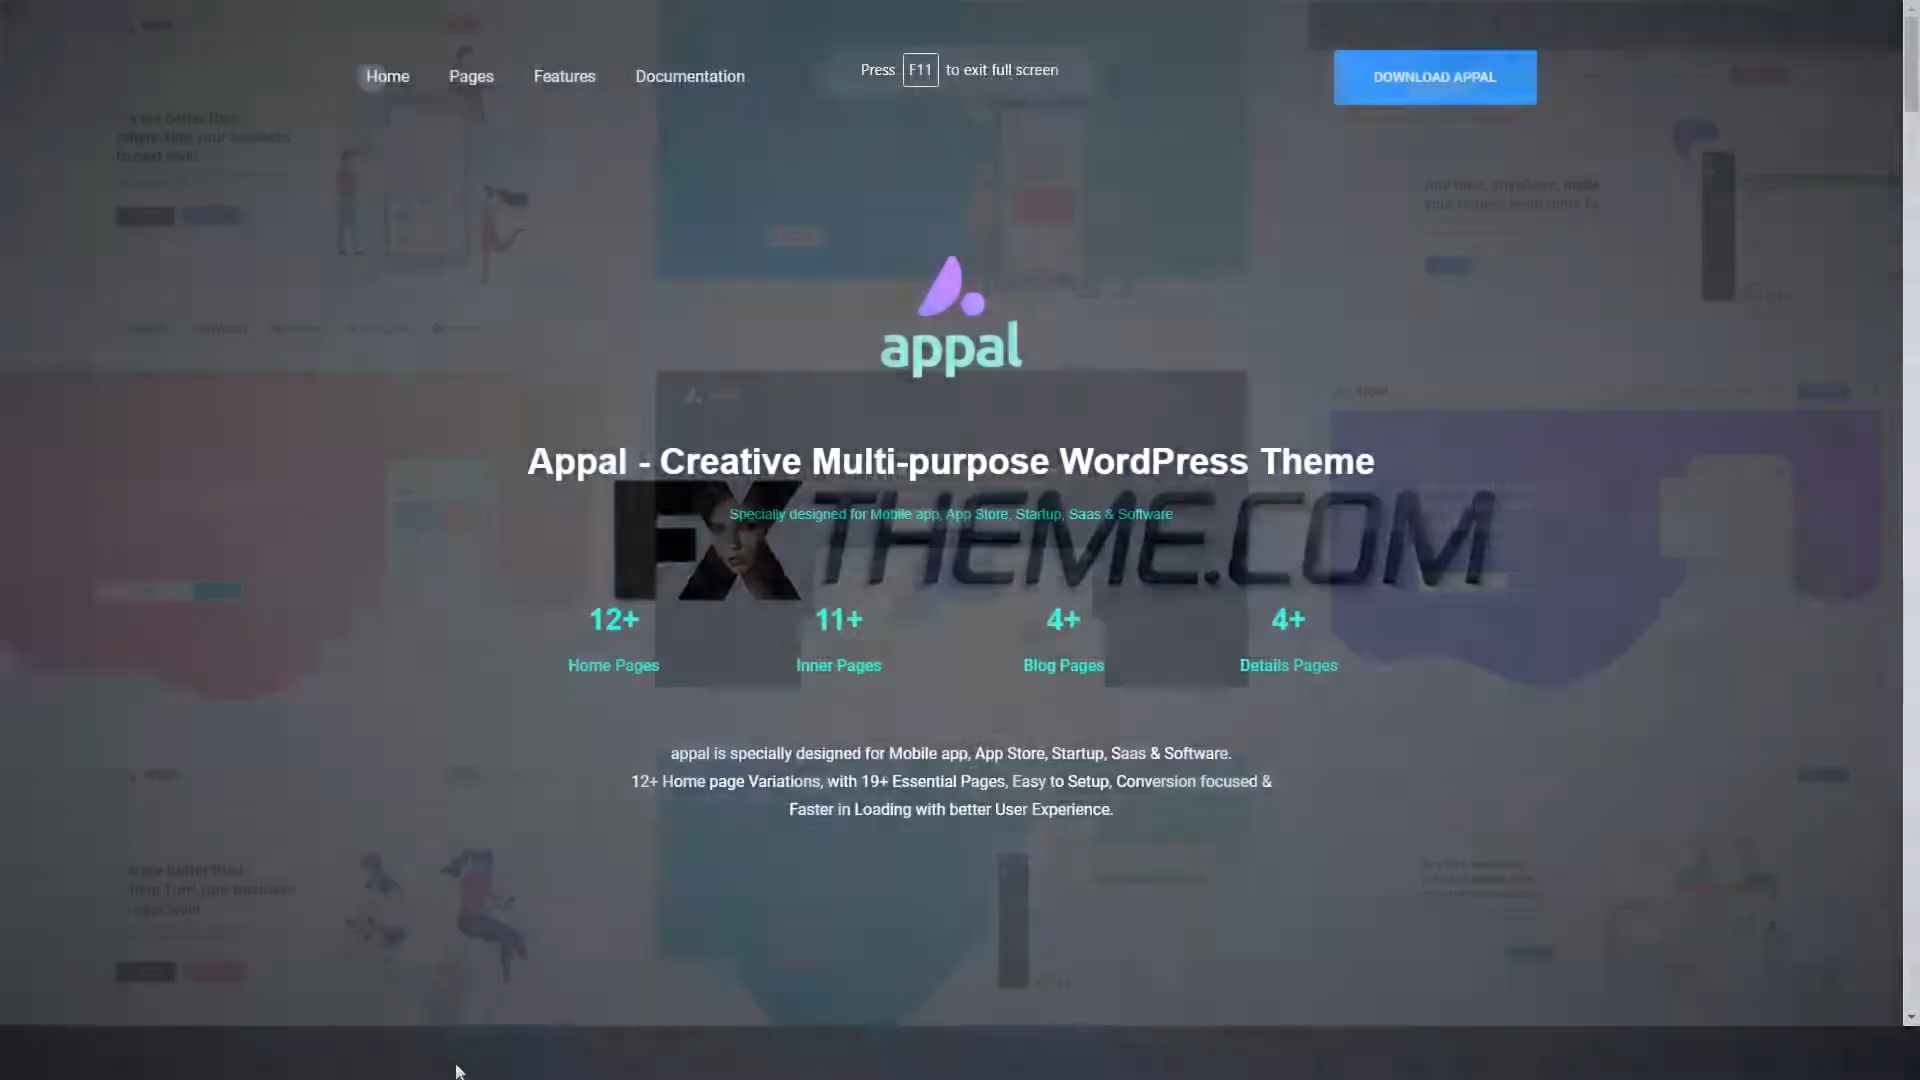 Home Pages Features Documentation
Press F11 to exit full screen
DOWNLOAD APPAL
appal
Appal - Creative Multi-purpose WordPress Theme
Specially designed for Mobile app, App Store, Startup, Saas & Software
FXTHEME.COM
12+ 11+ 4+ 4+
Home Pages Inner Pages Blog Pages Details Pages
appal is specially designed for Mobile app, App Store, Startup, Saas & Software.
12+ Home page Variations, with 19+ Essential Pages, Easy to Setup, Conversion focused &
Faster in Loading with better User Experience.